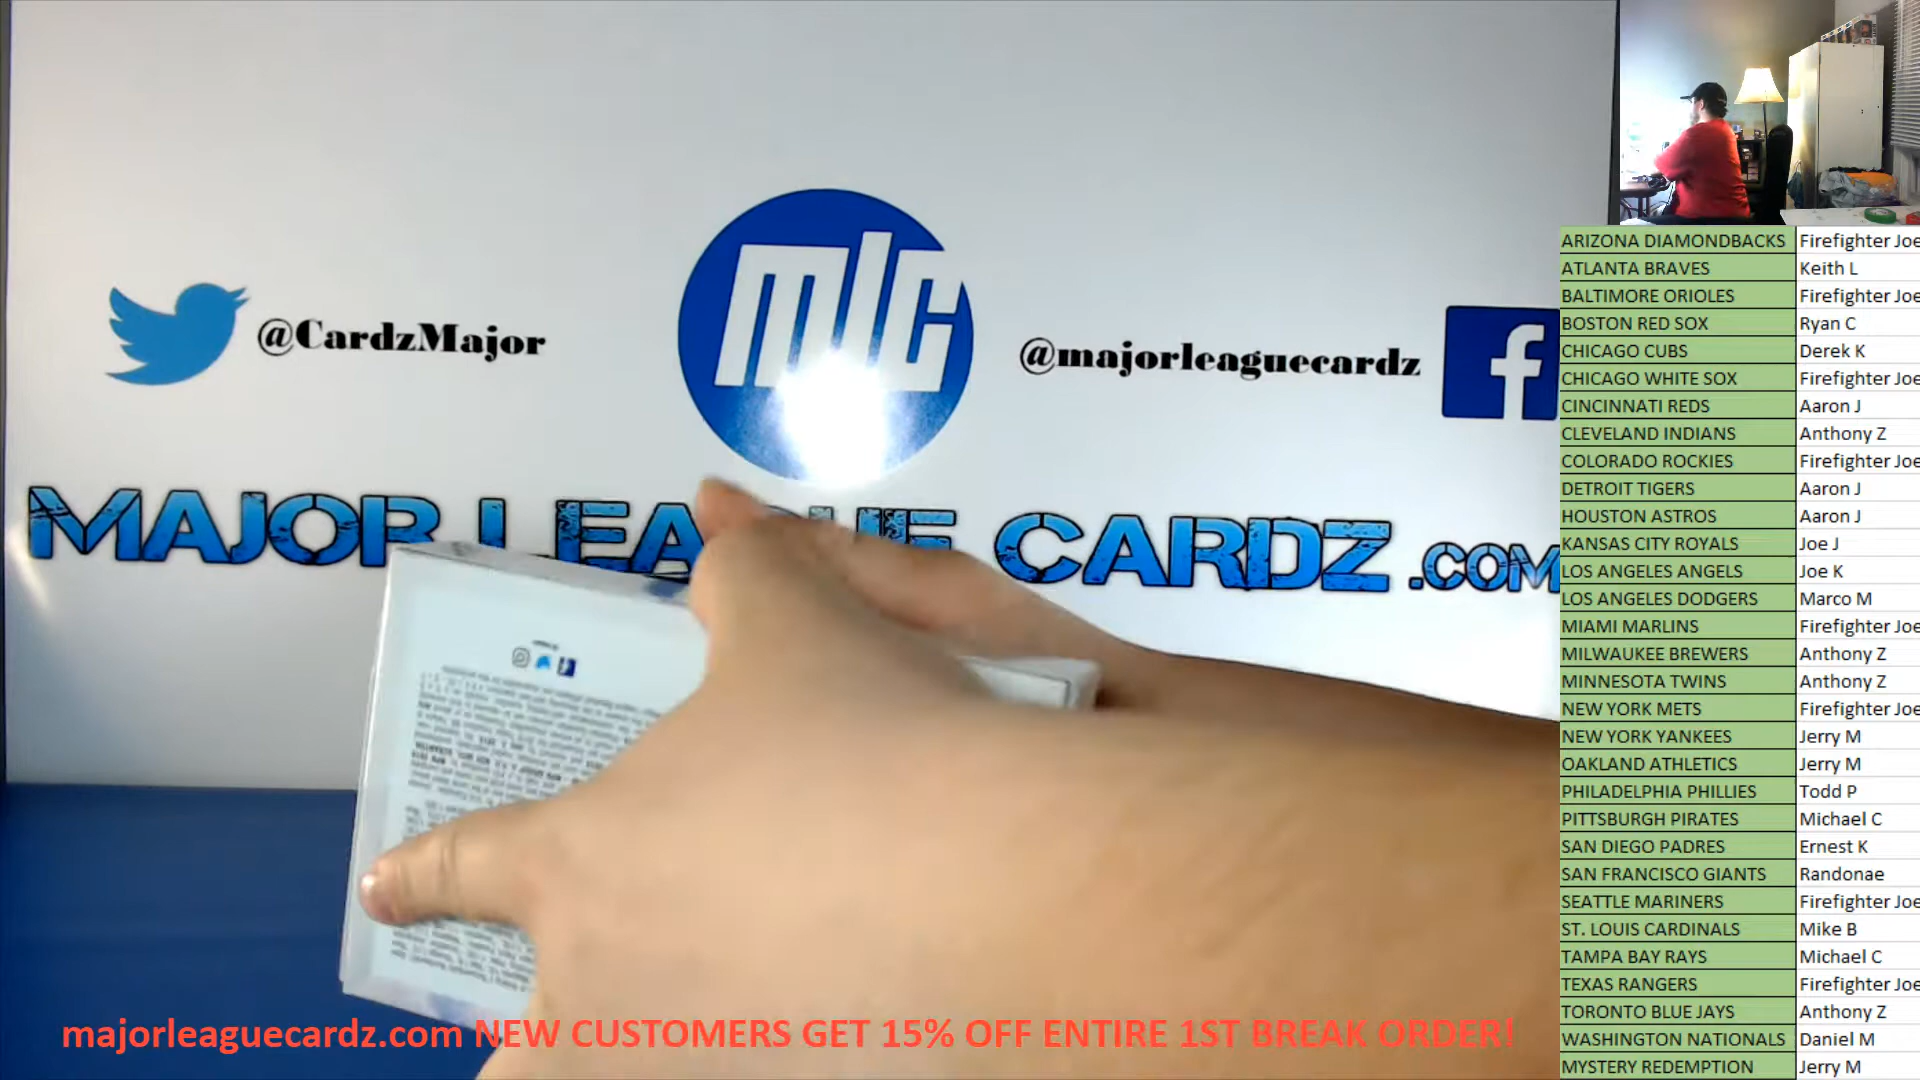 mlc
@CardzMajor
@majorleaguecardz
MAJOR LEAGUE CARDZ .COM
ARIZONA DIAMONDBACKS Firefighter Joe
ATLANTA BRAVES Keith L
BALTIMORE ORIOLES Firefighter Joe
BOSTON RED SOX Ryan C
CHICAGO CUBS Derek K
CHICAGO WHITE SOX Firefighter Joe
CINCINNATI REDS Aaron J
CLEVELAND INDIANS Anthony Z
COLORADO ROCKIES Firefighter Joe
DETROIT TIGERS Aaron J
HOUSTON ASTROS Aaron J
KANSAS CITY ROYALS Joe J
LOS ANGELES ANGELS Joe K
LOS ANGELES DODGERS Marco M
MIAMI MARLINS Firefighter Joe
MILWAUKEE BREWERS Anthony Z
MINNESOTA TWINS Anthony Z
NEW YORK METS Firefighter Joe
NEW YORK YANKEES Jerry M
OAKLAND ATHLETICS Jerry M
PHILADELPHIA PHILLIES Todd P
PITTSBURGH PIRATES Michael C
SAN DIEGO PADRES Ernest K
SAN FRANCISCO GIANTS Randonae
SEATTLE MARINERS Firefighter Joe
ST. LOUIS CARDINALS Mike B
TAMPA BAY RAYS Michael C
TEXAS RANGERS Firefighter Joe
TORONTO BLUE JAYS Anthony Z
WASHINGTON NATIONALS Daniel M
MYSTERY REDEMPTION Jerry M
majorleaguecardz.com NEW CUSTOMERS GET 15% OFF ENTIRE 1ST BREAK ORDER!